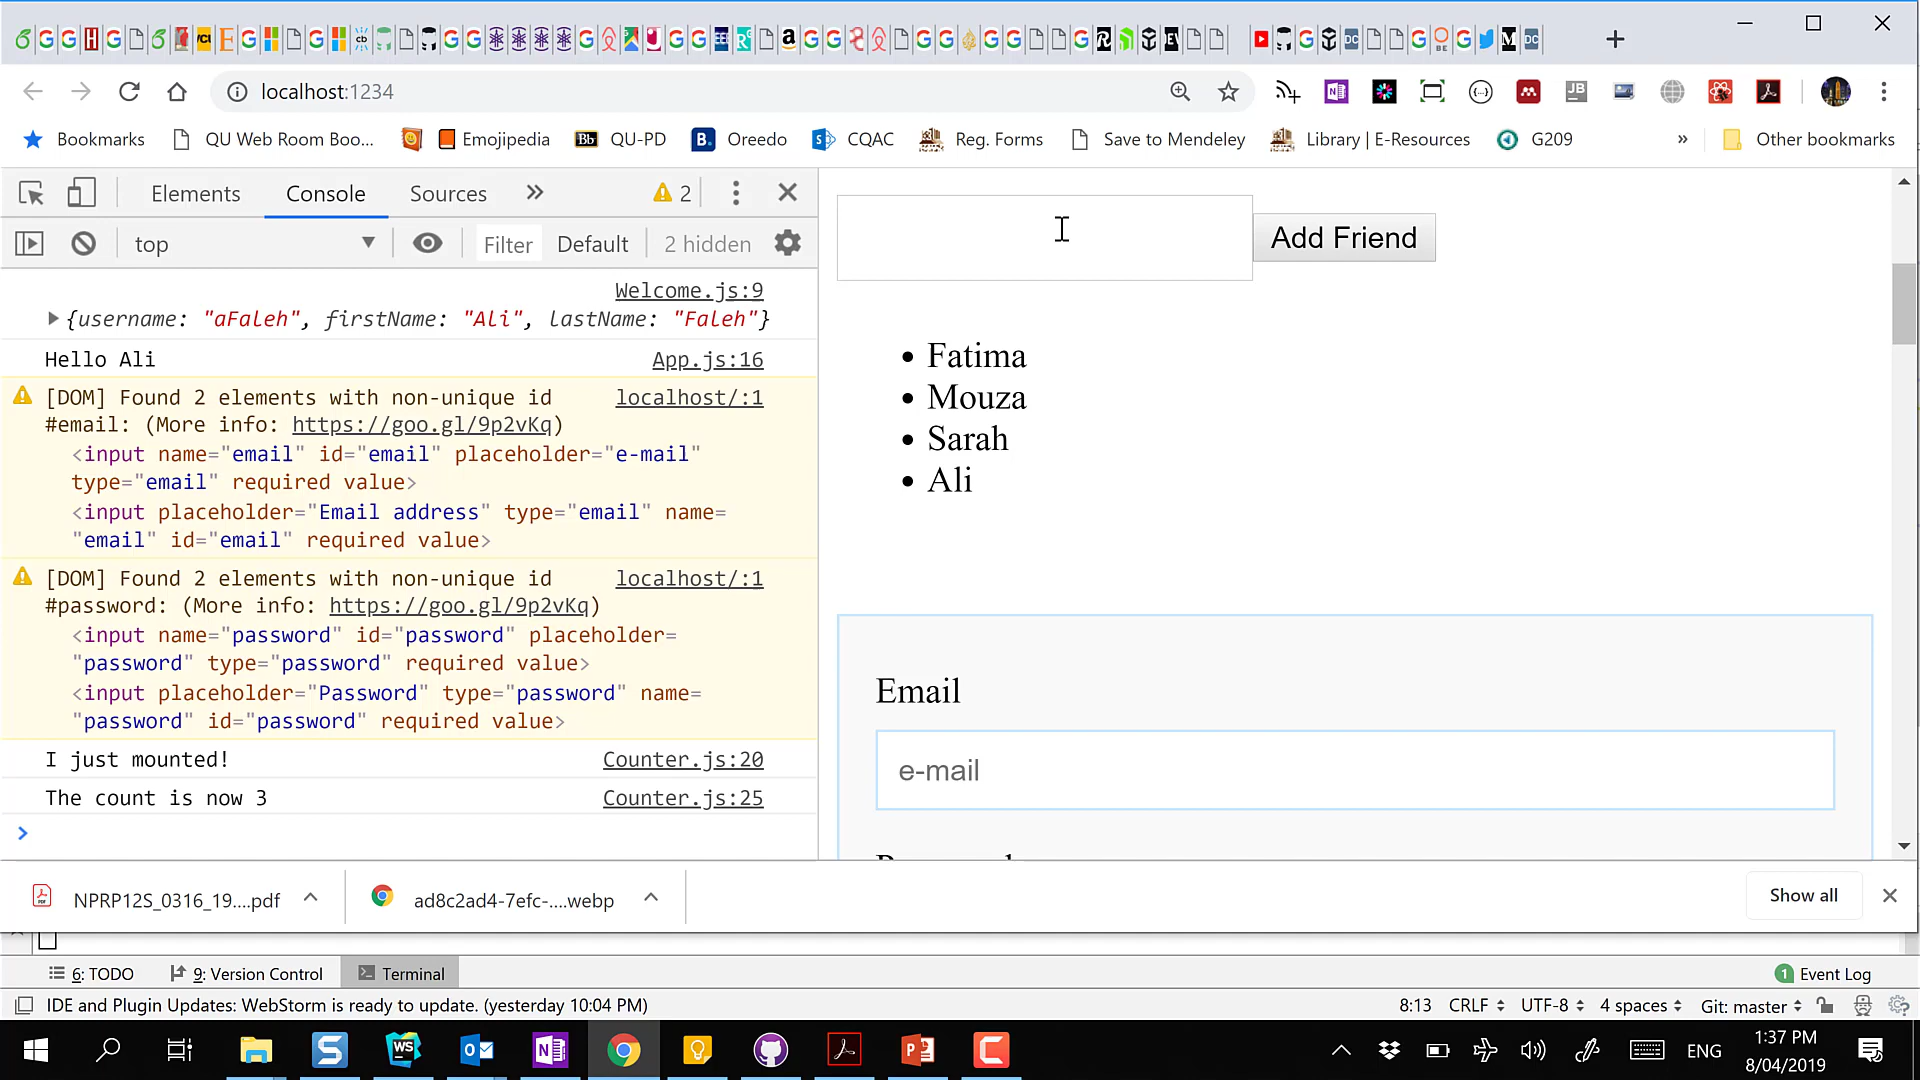 localhost:1234
Bookmarks QU Web Room Boo... Emojipedia Bb QU-PD B. Oreedo CQAC Reg. Forms Save to Mendeley Library | E-Resources G209 » Other bookmarks
Elements Console Sources » 2
top Filter Default 2 hidden
Welcome.js:9
{username: "aFaleh", firstName: "Ali", lastName: "Faleh"}
Hello Ali App.js:16
[DOM] Found 2 elements with non-unique id localhost/:1
#email: (More info: https://goo.gl/9p2vKq)
<input name="email" id="email" placeholder="e-mail"
type="email" required value>
<input placeholder="Email address" type="email" name=
"email" id="email" required value>
[DOM] Found 2 elements with non-unique id localhost/:1
#password: (More info: https://goo.gl/9p2vKq)
<input name="password" id="password" placeholder=
"password" type="password" required value>
<input placeholder="Password" type="password" name=
"password" id="password" required value>
I just mounted! Counter.js:20
The count is now 3 Counter.js:25
>
Add Friend
• Fatima
• Mouza
• Sarah
• Ali
Email
e-mail
NPRP12S_0316_19....pdf ad8c2ad4-7efc-....webp Show all
6: TODO 9: Version Control Terminal 1 Event Log
IDE and Plugin Updates: WebStorm is ready to update. (yesterday 10:04 PM) 8:13 CRLF UTF-8 4 spaces Git: master
ENG 1:37 PM
8/04/2019